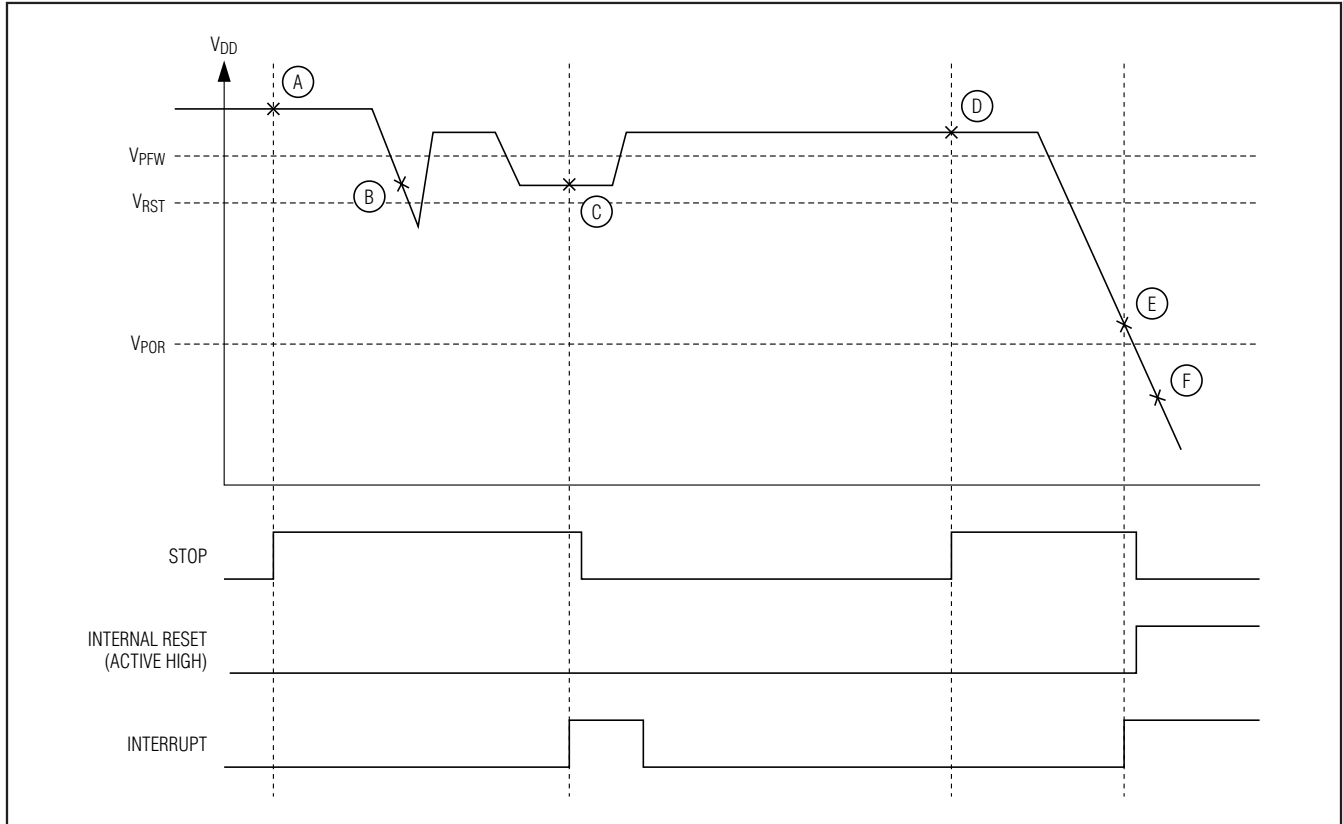 VDD
A
D
VPFW
B
VRST
C
E
VPOR
F
STOP
INTERNAL RESET
(ACTIVE HIGH)
INTERRUPT